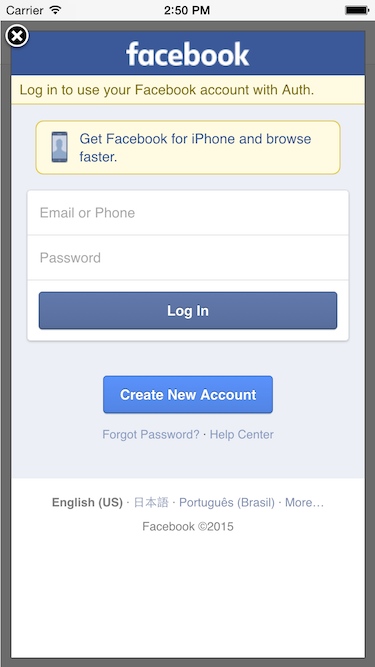 Carrier 2:50 PM
facebook
Log in to use your Facebook account with Auth.
Get Facebook for iPhone and browse
faster.
Email or Phone
Password
Log In
Create New Account
Forgot Password? · Help Center
English (US) · 日本語 · Português (Brasil) · More…
Facebook ©2015